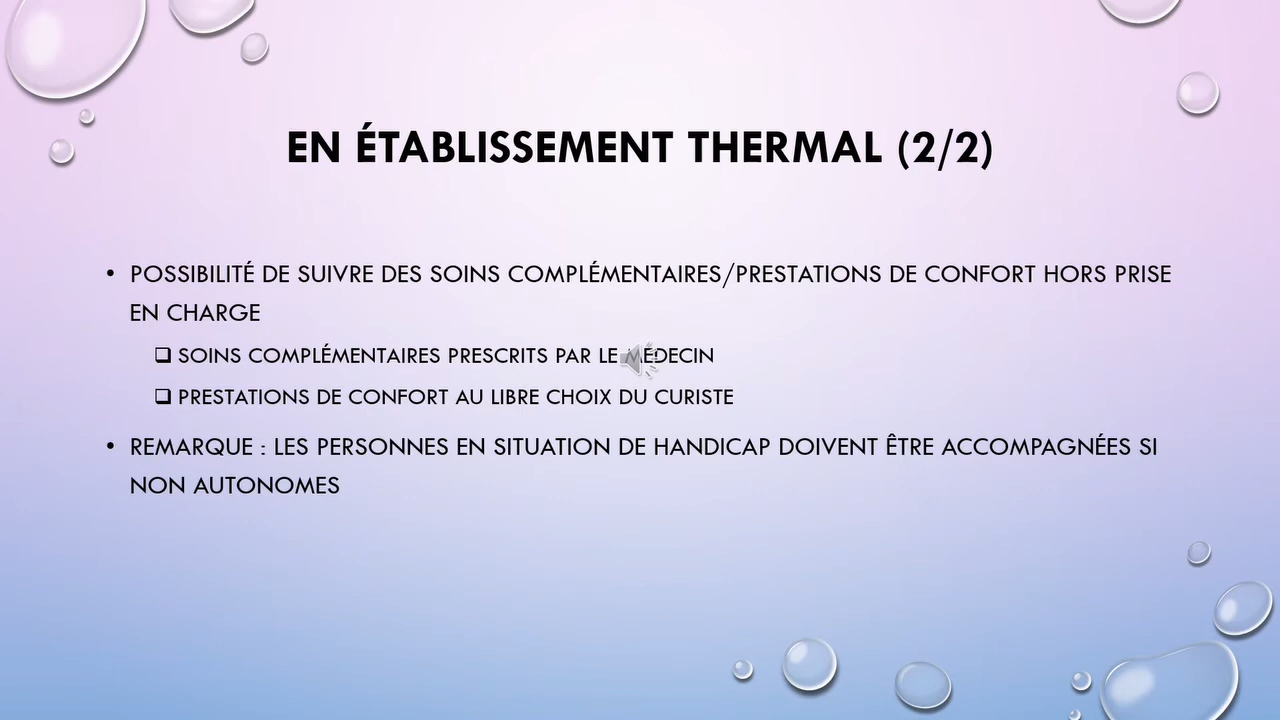 EN ÉTABLISSEMENT THERMAL (2/2)
• POSSIBILITÉ DE SUIVRE DES SOINS COMPLÉMENTAIRES/PRESTATIONS DE CONFORT HORS PRISE
EN CHARGE
❑ SOINS COMPLÉMENTAIRES PRESCRITS PAR LE MÉDECIN
❑ PRESTATIONS DE CONFORT AU LIBRE CHOIX DU CURISTE
• REMARQUE : LES PERSONNES EN SITUATION DE HANDICAP DOIVENT ÊTRE ACCOMPAGNÉES SI
NON AUTONOMES